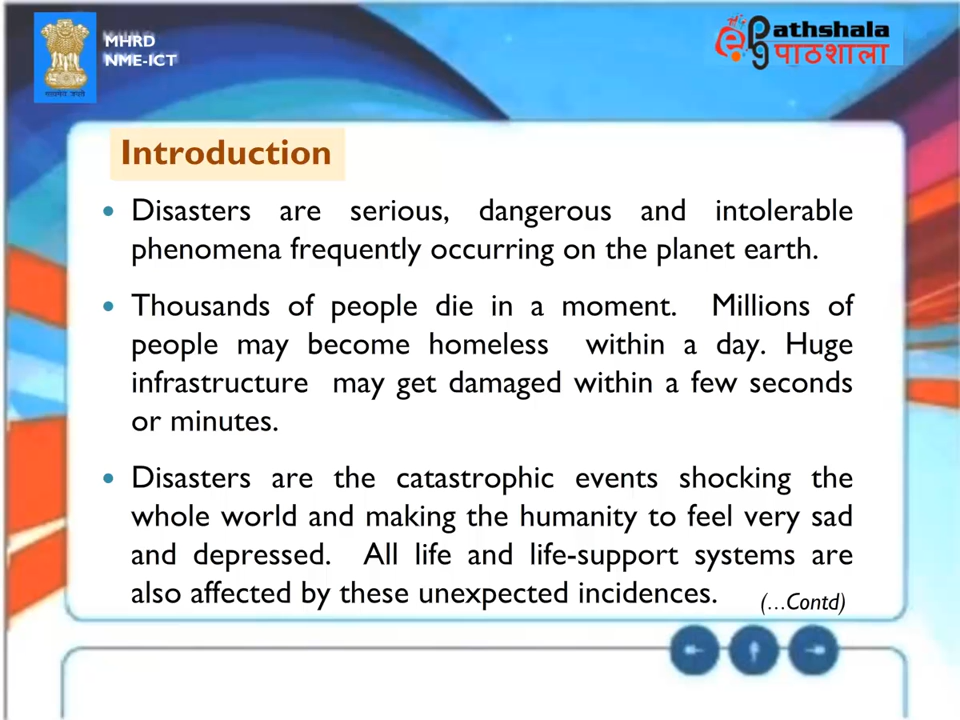 MHRD
NME-ICT
e pg athshala
पाठशाला
Introduction
• Disasters are serious, dangerous and intolerable
phenomena frequently occurring on the planet earth.
• Thousands of people die in a moment. Millions of
people may become homeless within a day. Huge
infrastructure may get damaged within a few seconds
or minutes.
• Disasters are the catastrophic events shocking the
whole world and making the humanity to feel very sad
and depressed. All life and life-support systems are
also affected by these unexpected incidences.
(...Contd)